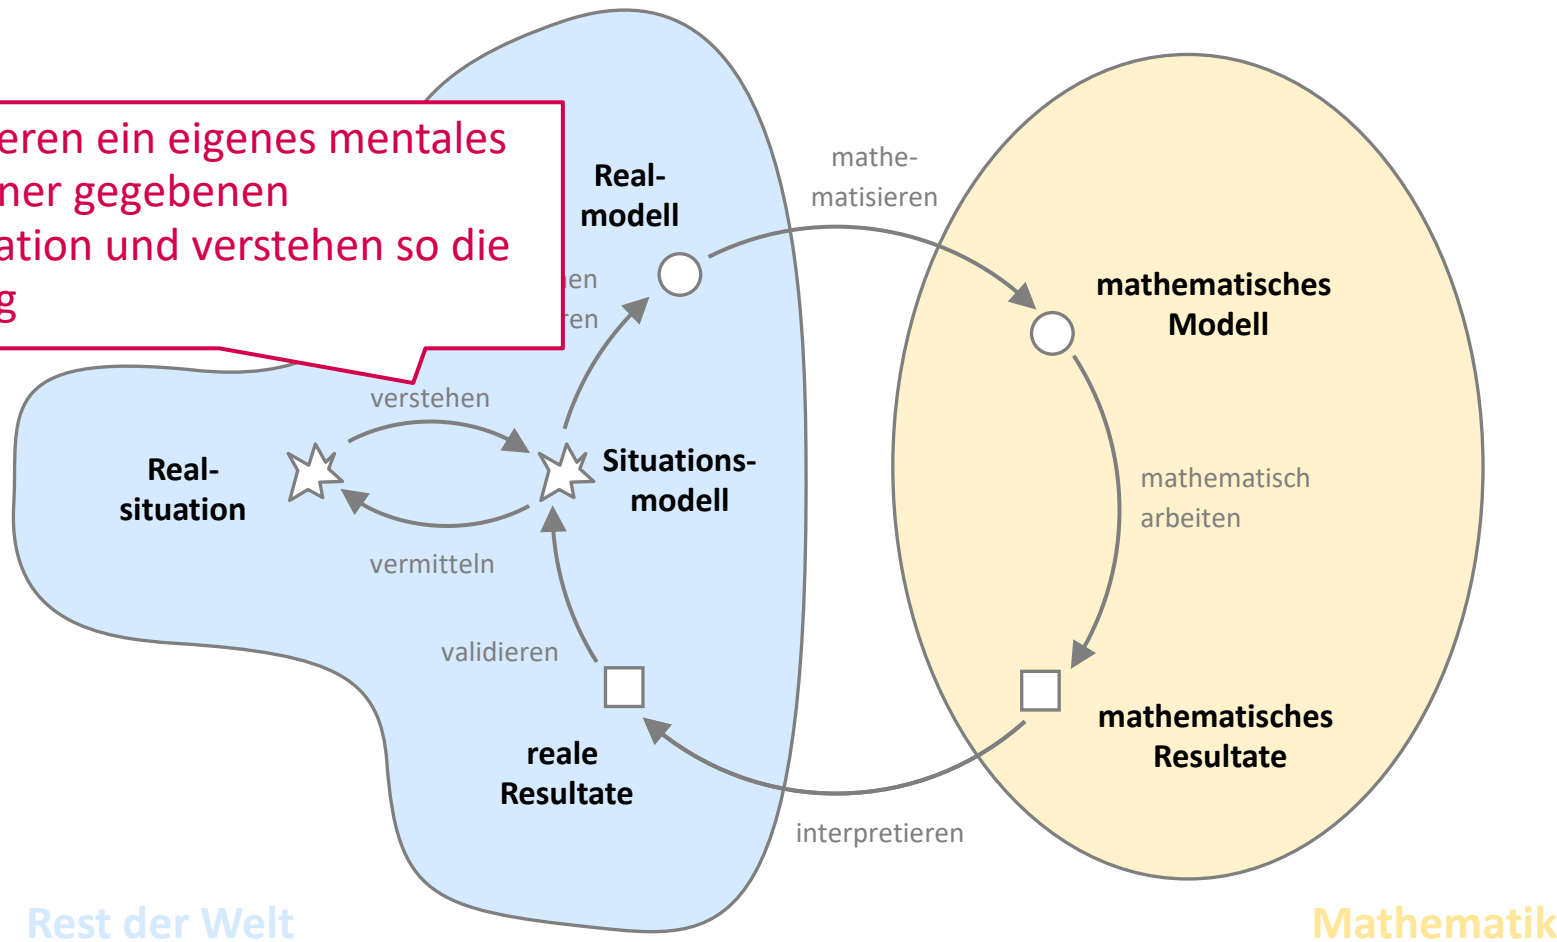 eren ein eigenes mentales
ner gegebenen
ation und verstehen so die
g
Real-
modell
en
ren
mathe-
matisieren
mathematisches
Modell
verstehen
Real-
situation
Situations-
modell
vermitteln
mathematisch
arbeiten
validieren
reale
Resultate
mathematisches
Resultate
interpretieren
Rest der Welt
Mathematik